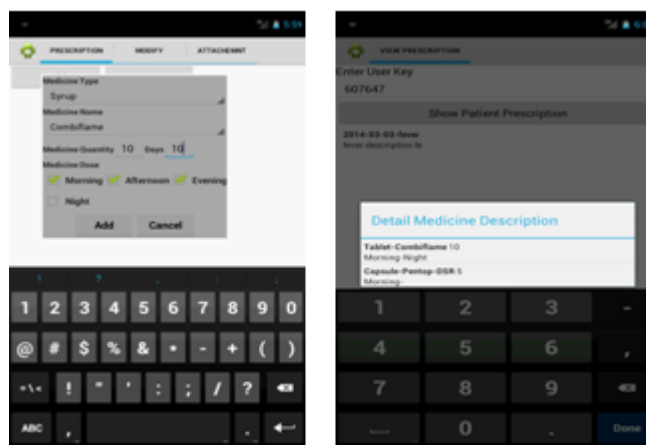 5:59
PRESCRIPTION MODIFY ATTACHEMNT
Medicine Type
Syrup
Medicine Name
Combiflame
Medicine Quantity 10 Days 10
Medicine Dose
Morning Afternoon Evening
Night
Add Cancel
! ? , : ;
1 2 3 4 5 6 7 8 9 0
@ # $ % & * - + ( )
=\< ! " ' : ; / ?
ABC , .
VIEW PRESCRIPTION
Enter User Key
607647
Show Patient Prescription
2014-03-03-fever
fever description fe
Detail Medicine Description
Tablet-Combiflame 10
Morning-Night
Capsule-Pantop-DSR 5
Morning-
1 2 3 -
4 5 6 ,
7 8 9
0 .
Done